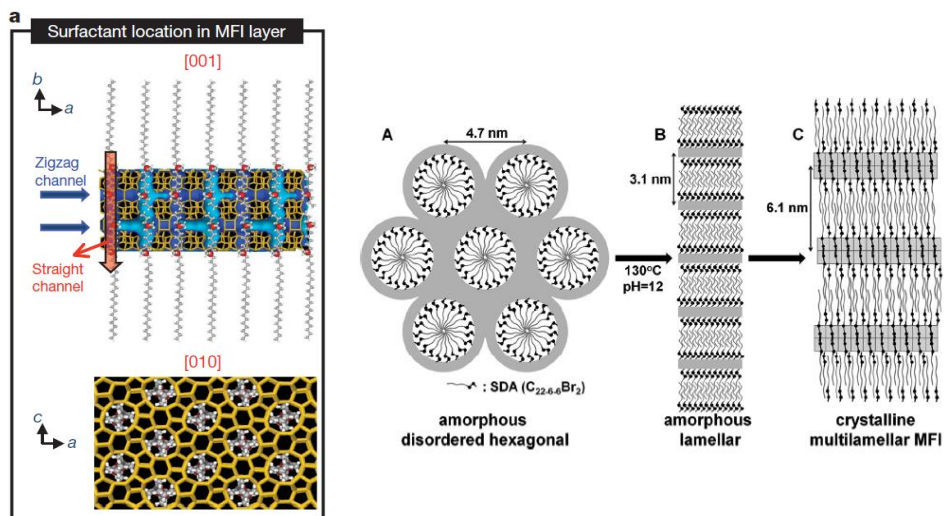 a
Surfactant location in MFI layer
[001]
b
a
Zigzag
channel
Straight
channel
[010]
c
a
A
4.7 nm
SDA (C22-6-6Br2)
:
amorphous
disordered hexagonal
130°C
pH=12
B
3.1 nm
amorphous
lamellar
C
6.1 nm
crystalline
multilamellar MFI